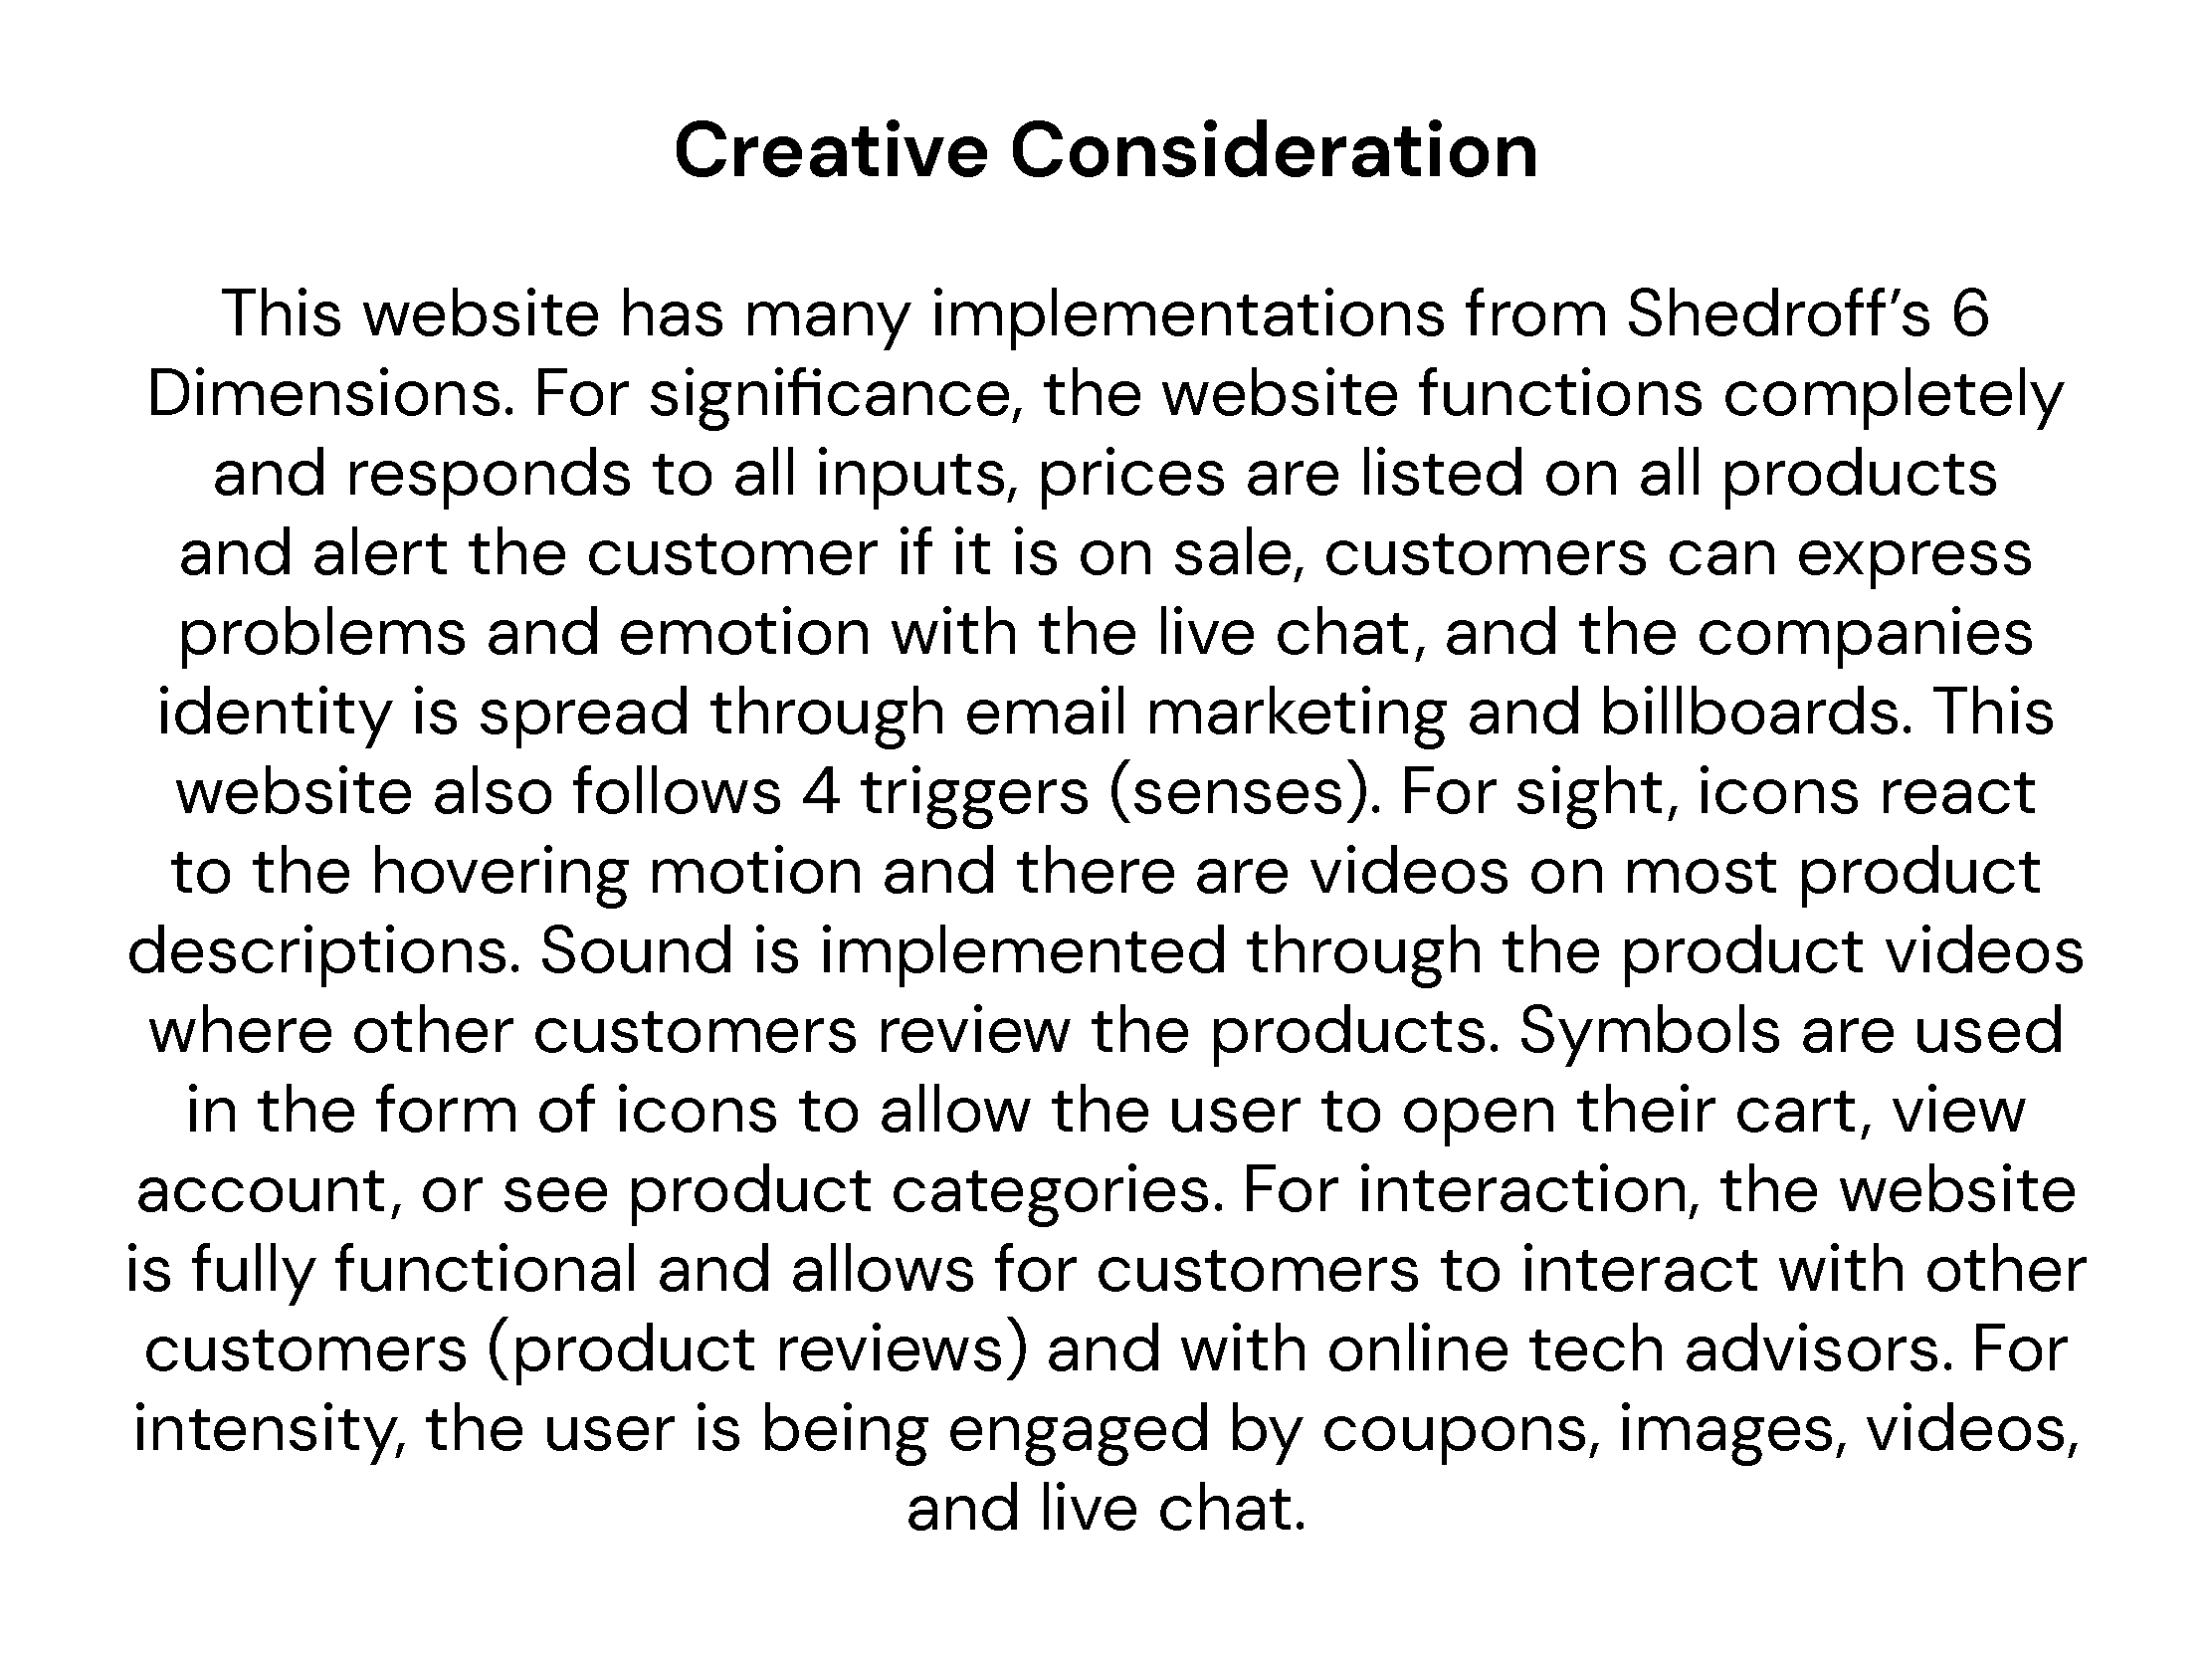 Creative Consideration
This website has many implementations from Shedroff’s 6
Dimensions. For significance, the website functions completely
and responds to all inputs, prices are listed on all products
and alert the customer if it is on sale, customers can express
problems and emotion with the live chat, and the companies
identity is spread through email marketing and billboards. This
website also follows 4 triggers (senses). For sight, icons react
to the hovering motion and there are videos on most product
descriptions. Sound is implemented through the product videos
where other customers review the products. Symbols are used
in the form of icons to allow the user to open their cart, view
account, or see product categories. For interaction, the website
is fully functional and allows for customers to interact with other
customers (product reviews) and with online tech advisors. For
intensity, the user is being engaged by coupons, images, videos,
and live chat.